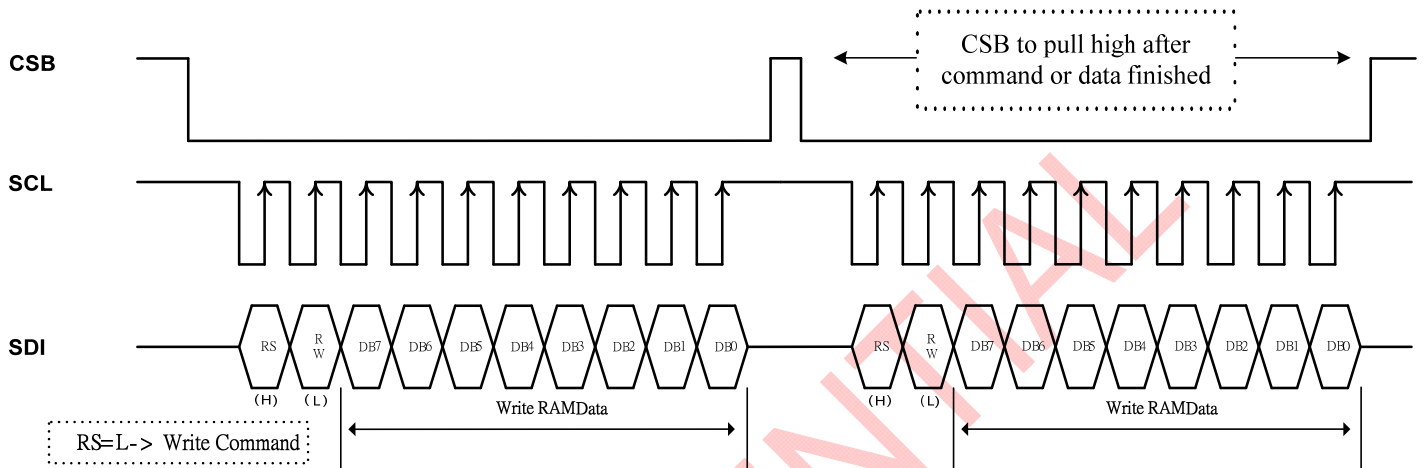 CSB
CSB to pull high after
command or data finished
SCL
SDI
RS R W DB7 DB6 DB5 DB4 DB3 DB2 DB1 DB0 RS R W DB7 DB6 DB5 DB4 DB3 DB2 DB1 DB0
(H) (L) (H) (L)
Write RAMData Write RAMData
RS=L-> Write Command
NTIAL